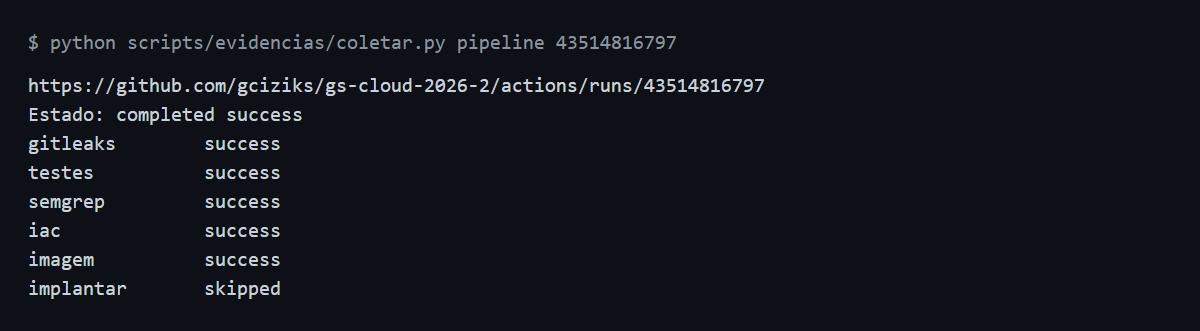 $ python scripts/evidencias/coletar.py pipeline 43514816797
https://github.com/gciziks/gs-cloud-2026-2/actions/runs/43514816797
Estado: completed success
gitleaks        success
testes          success
semgrep         success
iac             success
imagem          success
implantar       skipped